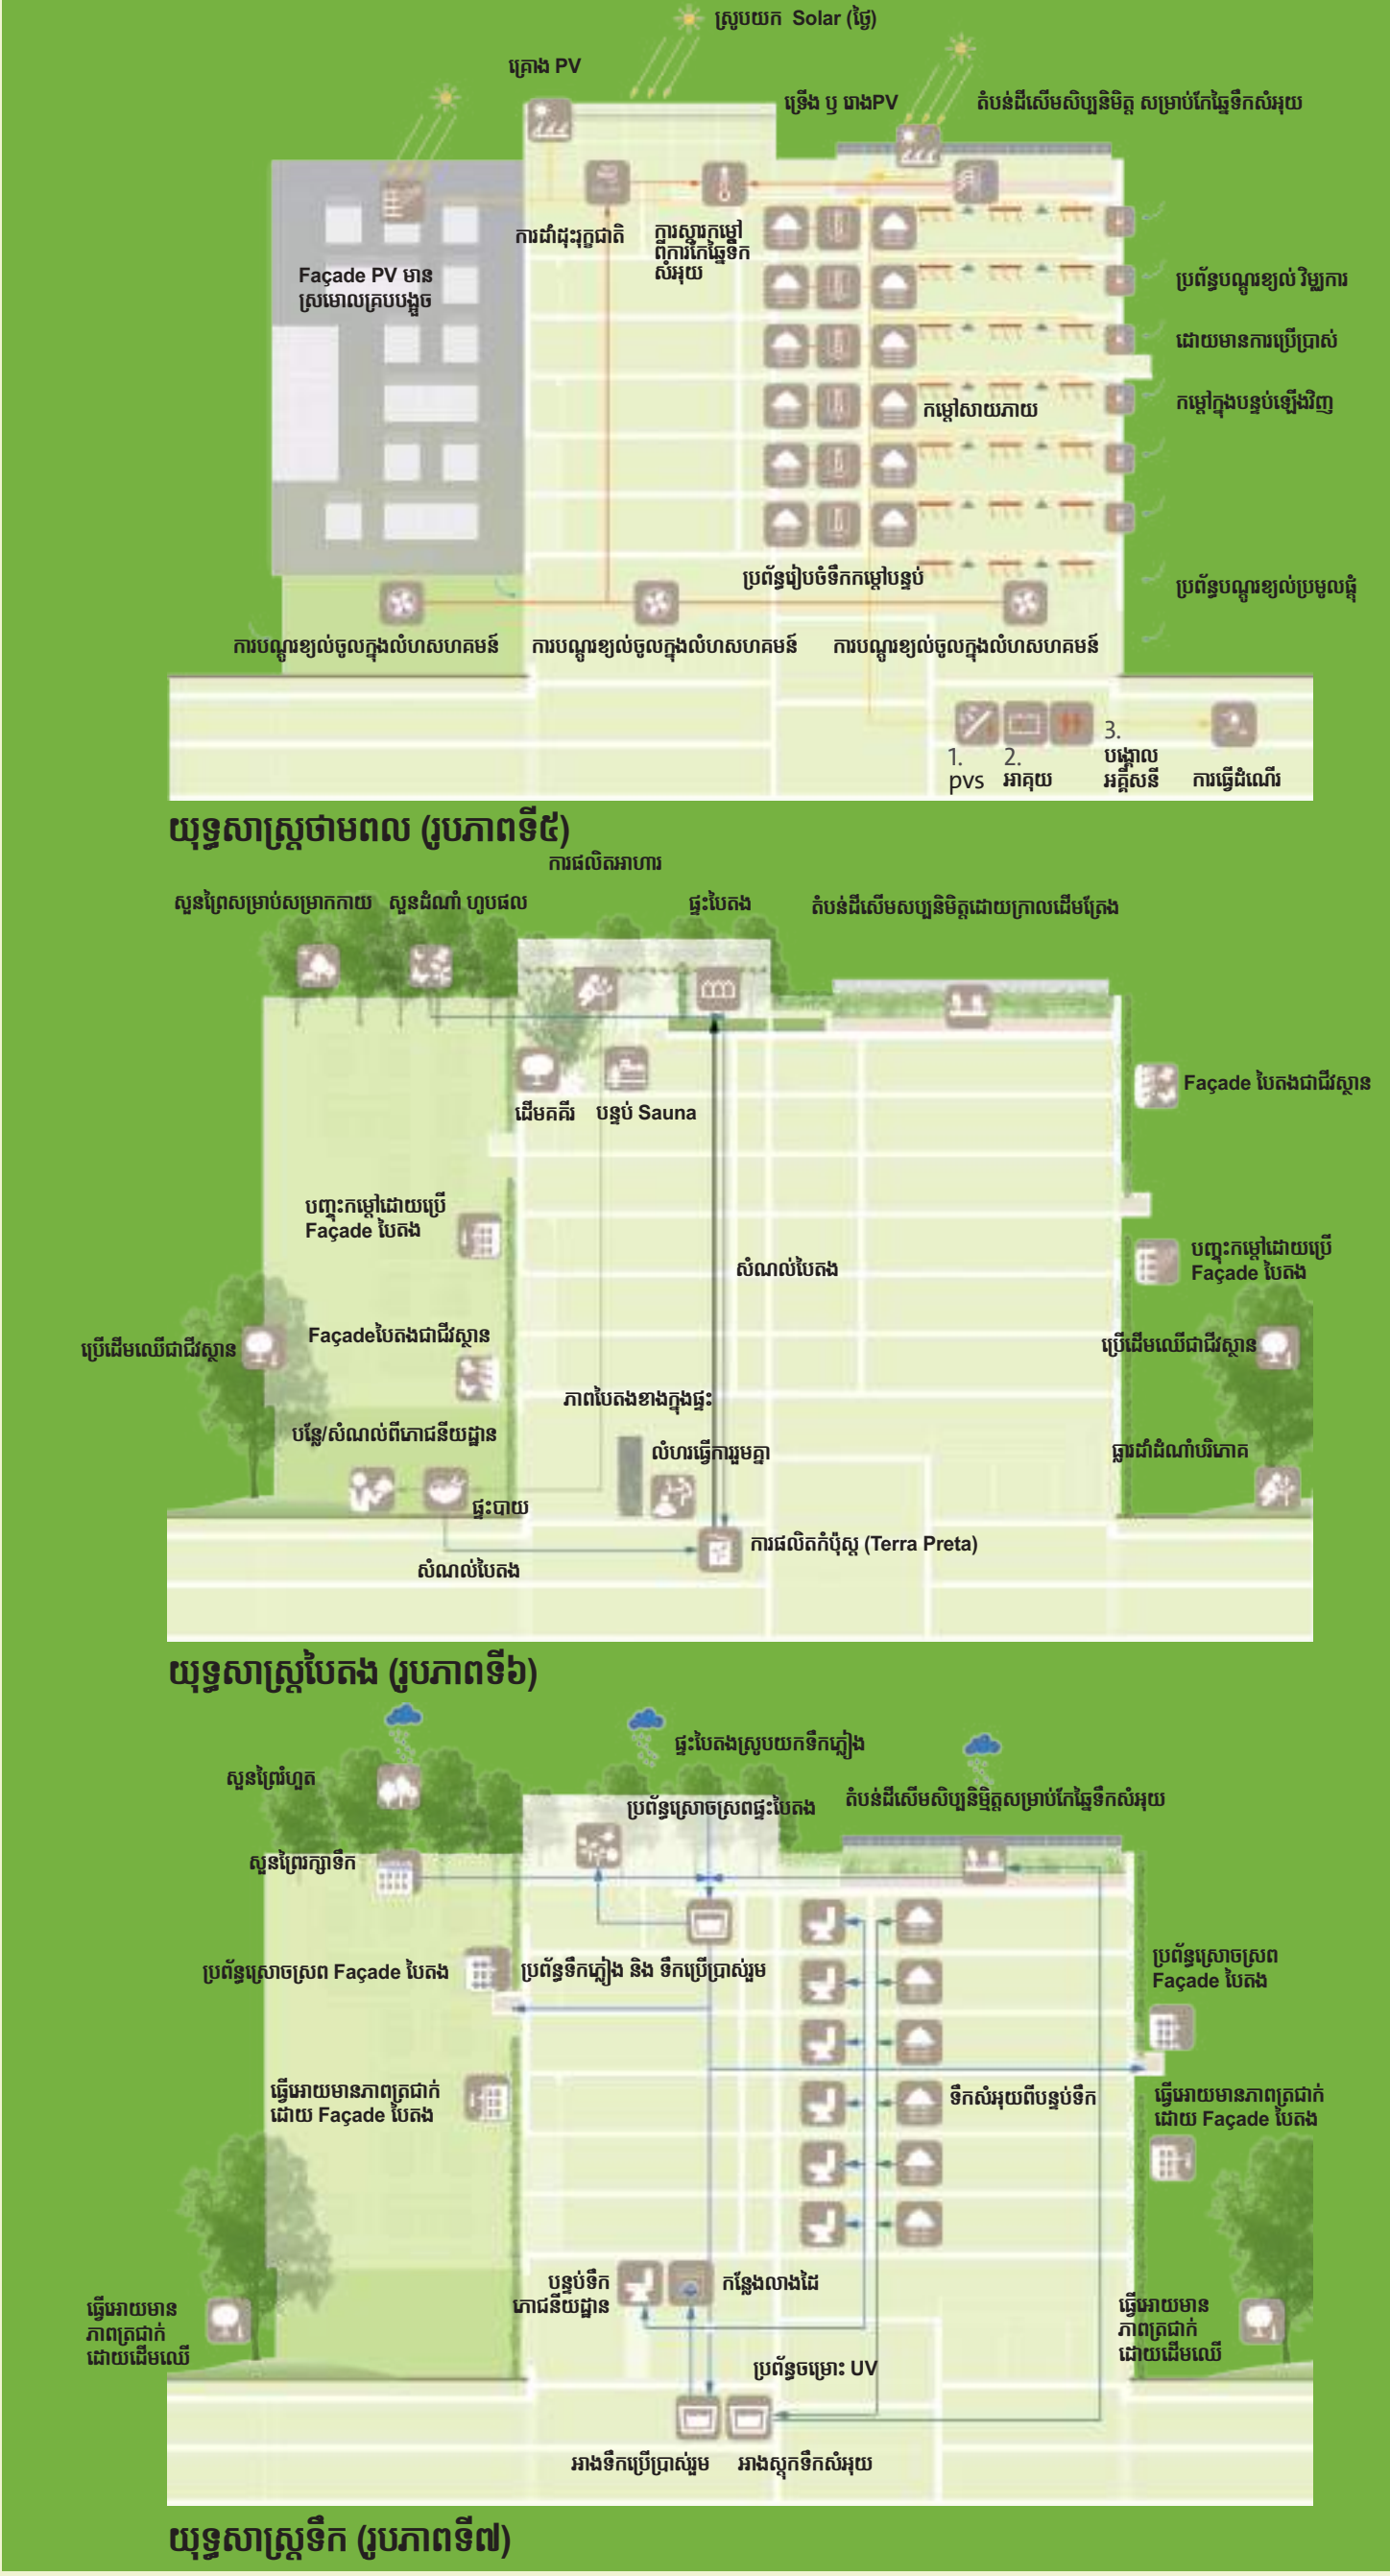 ស្រូបយក Solar (ថ្ងៃ)
គ្រោង PV
ទ្រើង ឬ រោងPV
តំបន់ដីសើមសិប្បនិមិត្ត សម្រាប់កែឆ្នៃទឹកសំអុយ
ការដាំដុះរុក្ខជាតិ
ការស្តារកម្តៅ
ពីការកែឆ្នៃទឹក
សំអុយ
Façade PV មាន
ស្រមោលគ្របបង្អួច
ប្រព័ន្ធបណ្តូរខ្យល់ វិមជ្ឈការ
ដោយមានការប្រើប្រាស់
កម្តៅក្នុងបន្ទប់ឡើងវិញ
កម្តៅសាយភាយ
ប្រព័ន្ធរៀបចំទឹកកម្តៅបន្ទប់
ប្រព័ន្ធបណ្តូរខ្យល់ប្រមូលផ្តុំ
ការបណ្តូរខ្យល់ចូលក្នុងលំហសហគមន៍
ការបណ្តូរខ្យល់ចូលក្នុងលំហសហគមន៍
ការបណ្តូរខ្យល់ចូលក្នុងលំហសហគមន៍
1.
pvs
2.
អាគុយ
3.
បង្គោល
អគ្គីសនី
ការធ្វើដំណើរ
យុទ្ធសាស្ត្រថាមពល (រូបភាពទី៥)
ការផលិតអាហារ
សួនព្រៃសម្រាប់សម្រាកកាយ
សួនដំណាំ ហូបផល
ផ្ទះបៃតង
តំបន់ដីសើមសប្បនិមិត្តដោយក្រាលដើមត្រែង
ដើមគគីរ
បន្ទប់ Sauna
Façade បៃតងជាជីវស្ថាន
បញ្ចុះកម្តៅដោយប្រើ
Façade បៃតង
បញ្ចុះកម្តៅដោយប្រើ
Façade បៃតង
សំណល់បៃតង
ប្រើដើមឈើជាជីវស្ថាន
Façadeបៃតងជាជីវស្ថាន
ប្រើដើមឈើជាជីវស្ថាន
ភាពបៃតងខាងក្នុងផ្ទះ
បន្លែ/សំណល់ពីភោជនីយដ្ឋាន
លំហរធ្វើការរួមគ្នា
ធ្លារដាំដំណាំបរិភោគ
ផ្ទះបាយ
ការផលិតកំប៉ុស្ត (Terra Preta)
សំណល់បៃតង
យុទ្ធសាស្ត្របៃតង (រូបភាពទី៦)
ផ្ទះបៃតងស្រូបយកទឹកភ្លៀង
សួនព្រៃរំហួត
ប្រព័ន្ធស្រោចស្រពផ្ទះបៃតង
តំបន់ដីសើមសិប្បនិម្មិត្តសម្រាប់កែឆ្នៃទឹកសំអុយ
សួនព្រៃរក្សាទឹក
ប្រព័ន្ធស្រោចស្រព Façade បៃតង
ប្រព័ន្ធទឹកភ្លៀង និង ទឹកប្រើប្រាស់រួម
ប្រព័ន្ធស្រោចស្រព
Façade បៃតង
ធ្វើអោយមានភាពត្រជាក់
ដោយ Façade បៃតង
ទឹកសំអុយពីបន្ទប់ទឹក
ធ្វើអោយមានភាពត្រជាក់
ដោយ Façade បៃតង
បន្ទប់ទឹក
ភោជនីយដ្ឋាន
កន្លែងលាងដៃ
ធ្វើអោយមាន
ភាពត្រជាក់
ដោយដើមឈើ
ធ្វើអោយមាន
ភាពត្រជាក់
ដោយដើមឈើ
ប្រព័ន្ធចម្រោះ UV
អាងទឹកប្រើប្រាស់រួម
អាងស្តុកទឹកសំអុយ
យុទ្ធសាស្ត្រទឹក (រូបភាពទី៧)